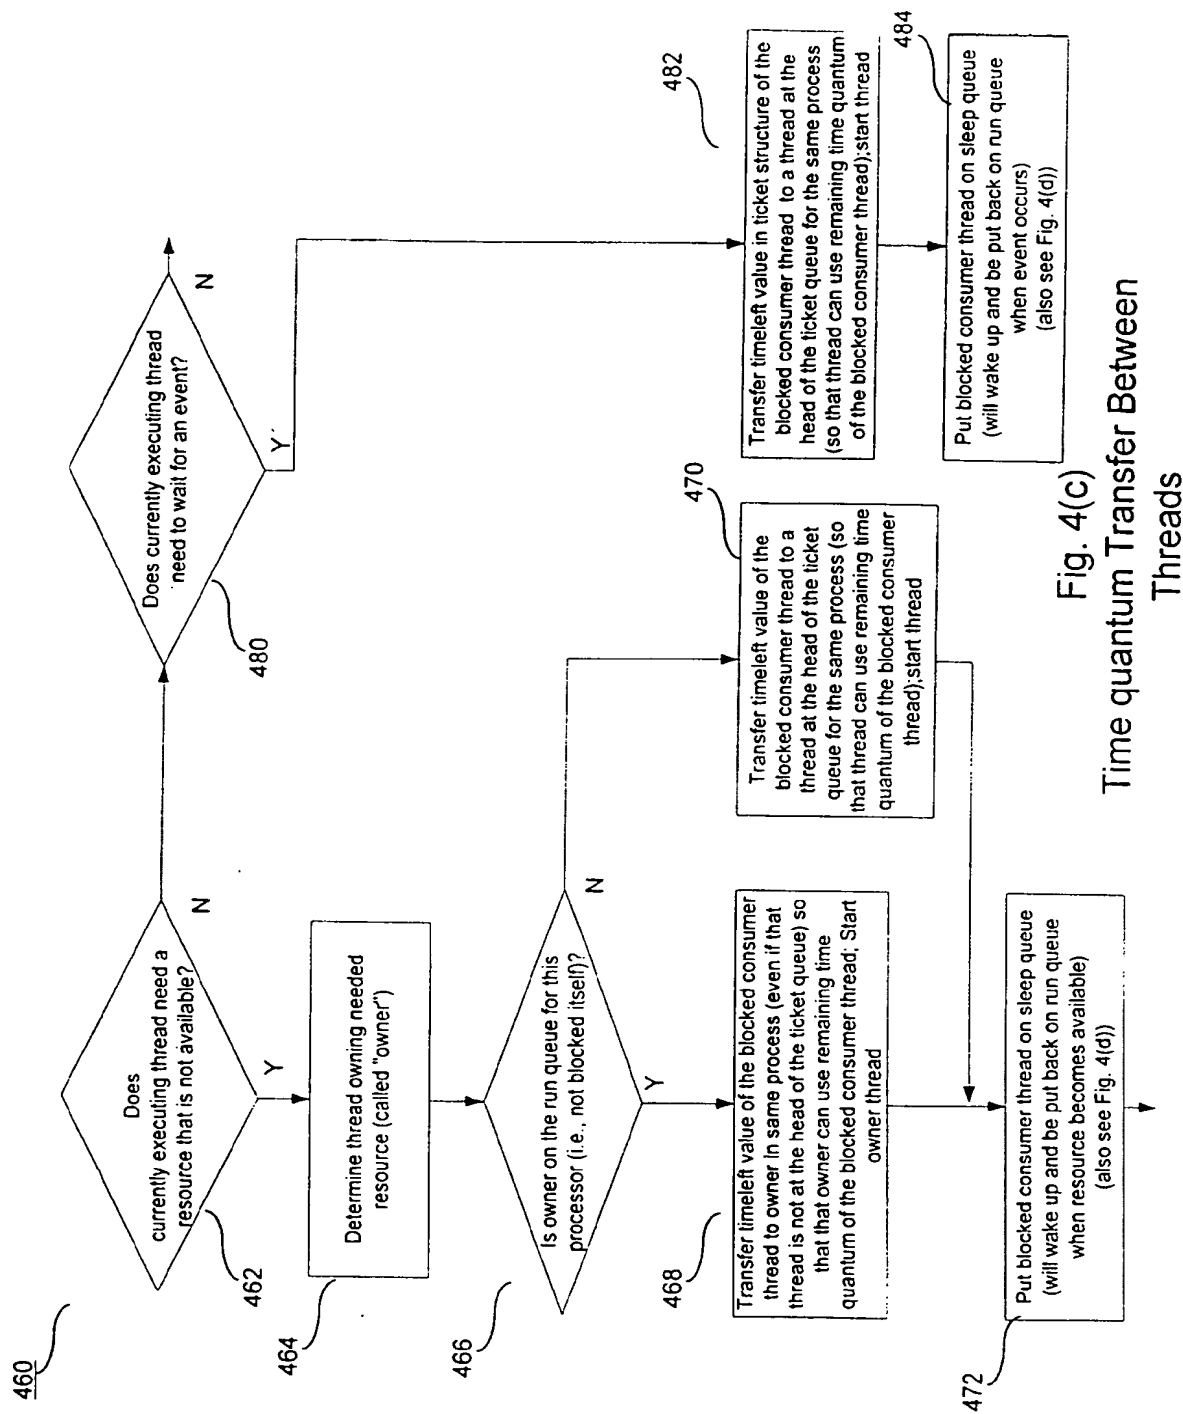 460
Does
currently executing thread need a
resource that is not available?
462
N
Y
Does currently executing thread
need to wait for an event?
480
N
Y
464
Determine thread owning needed
resource (called "owner")
466
Is owner on the run queue for this
processor (i.e., not blocked itself)?
N
Y
468
Transfer timeleft value of the blocked consumer
thread to owner in same process (even if that
thread is not at the head of the ticket queue) so
that that owner can use remaining time
quantum of the blocked consumer thread; Start
owner thread
470
Transfer timeleft value of the
blocked consumer thread to a
thread at the head of the ticket
queue for the same process (so
that thread can use remaining time
quantum of the blocked consumer
thread);start thread
472
Put blocked consumer thread on sleep queue
(will wake up and be put back on run queue
when resource becomes available)
(also see Fig. 4(d))
482
Transfer timeleft value in ticket structure of the
blocked consumer thread to a thread at the
head of the ticket queue for the same process
(so that thread can use remaining time quantum
of the blocked consumer thread);start thread
484
Put blocked consumer thread on sleep queue
(will wake up and be put back on run queue
when event occurs)
(also see Fig. 4(d))
Fig. 4(c)
Time quantum Transfer Between
Threads